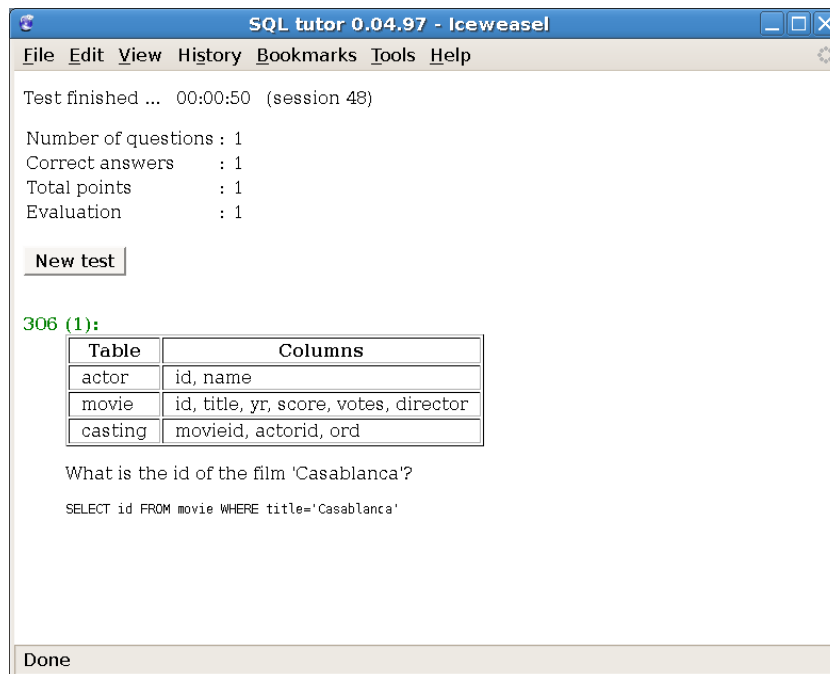 SQL tutor 0.04.97 - Iceweasel
File Edit View History Bookmarks Tools Help
Test finished ... 00:00:50 (session 48)
Number of questions : 1
Correct answers : 1
Total points : 1
Evaluation : 1
New test
306 (1):
Table Columns
actor id, name
movie id, title, yr, score, votes, director
casting movieid, actorid, ord
What is the id of the film 'Casablanca'?
SELECT id FROM movie WHERE title='Casablanca'
Done